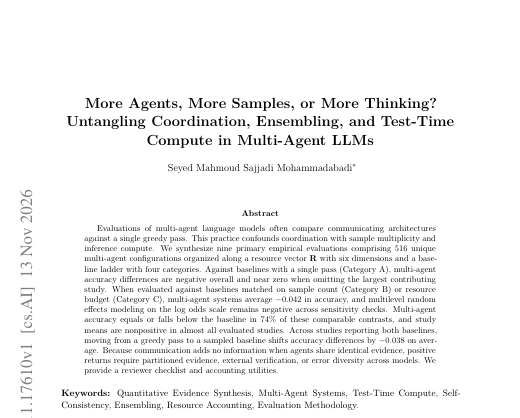 More Agents, More Samples, or More Thinking?
Untangling Coordination, Ensembling, and Test-Time
Compute in Multi-Agent LLMs
Seyed Mahmoud Sajjadi Mohammadabadi*
Abstract
Evaluations of multi-agent language models often compare communicating architectures
against a single greedy pass. This practice confounds coordination with sample multiplicity and
inference compute. We synthesize nine primary empirical evaluations comprising 516 unique
multi-agent configurations organized along a resource vector R with six dimensions and a base-
line ladder with four categories. Against baselines with a single pass (Category A), multi-agent
accuracy differences are negative overall and near zero when omitting the largest contributing
study. When evaluated against baselines matched on sample count (Category B) or resource
budget (Category C), multi-agent systems average −0.042 in accuracy, and multilevel random
effects modeling on the log odds scale remains negative across sensitivity checks. Multi-agent
accuracy equals or falls below the baseline in 74% of these comparable contrasts, and study
means are nonpositive in almost all evaluated studies. Across studies reporting both baselines,
moving from a greedy pass to a sampled baseline shifts accuracy differences by −0.038 on aver-
age. Because communication adds no information when agents share identical evidence, positive
returns require partitioned evidence, external verification, or error diversity across models. We
provide a reviewer checklist and accounting utilities.
Keywords: Quantitative Evidence Synthesis, Multi-Agent Systems, Test-Time Compute, Self-
Consistency, Ensembling, Resource Accounting, Evaluation Methodology.
1.17610v1 [cs.AI] 13 Nov 2026